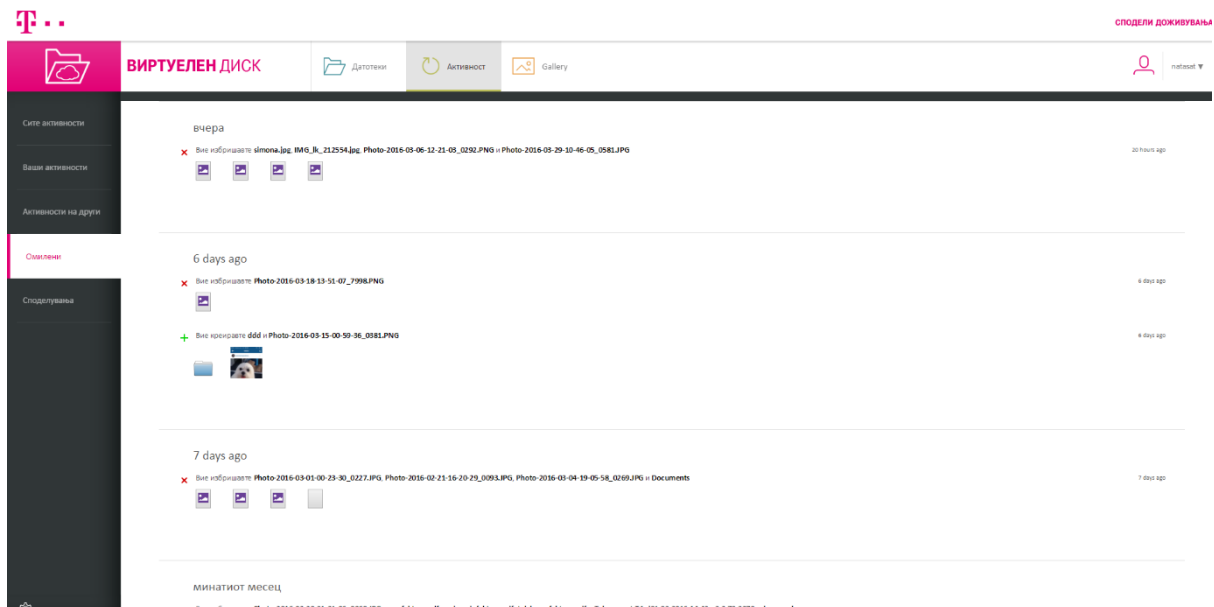 T
СПОДЕЛИ ДОЖИВУВАЊА
ВИРТУЕЛЕН ДИСК
Датотеки
Активност
Gallery
natasat
Сите активности
Ваши активности
Активности на други
Омилени
Споделувања
вчера
Вие избришавте simona.jpg, IMG_lk_212554.jpg, Photo-2016-03-06-12-21-03_0292.PNG и Photo-2016-03-29-10-46-05_0581.JPG
20 hours ago
6 days ago
Вие избришавте Photo-2016-03-18-13-51-07_7998.PNG
6 days ago
Вие креиравте ddd и Photo-2016-03-15-00-59-36_0381.PNG
6 days ago
7 days ago
Вие избришавте Photo-2016-03-01-00-23-30_0227.JPG, Photo-2016-02-21-16-20-29_0093.JPG, Photo-2016-03-04-19-05-58_0269.JPG и Documents
7 days ago
минатиот месец